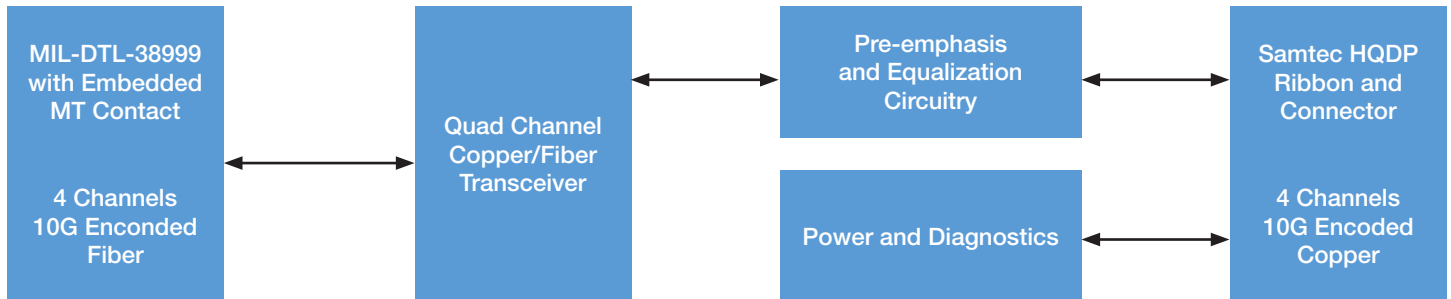 MIL-DTL-38999
with Embedded
MT Contact
4 Channels
10G Enconded
Fiber
Quad Channel
Copper/Fiber
Transceiver
Pre-emphasis
and Equalization
Circuitry
Power and Diagnostics
Samtec HQDP
Ribbon and
Connector
4 Channels
10G Encoded
Copper